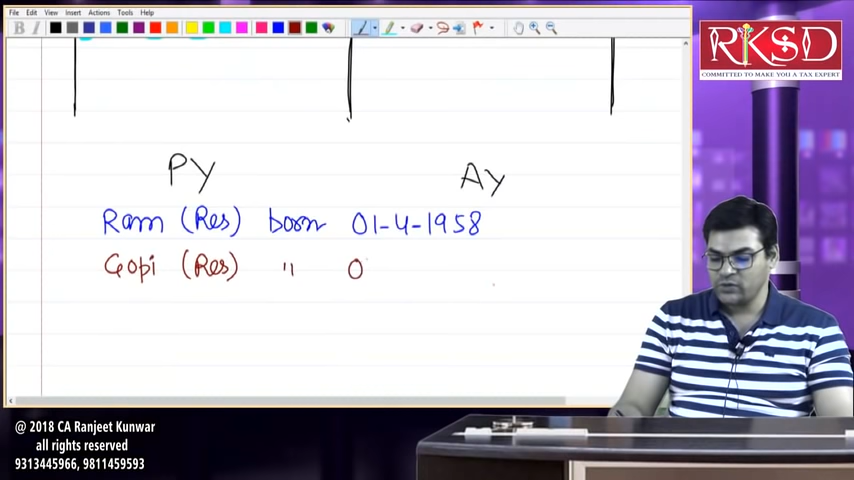 File Edit View Insert Actions Tools Help
B I
RKSD
COMMITTED TO MAKE YOU A TAX EXPERT
PY AY
Ram (Res) born 01-4-1958
Gopi (Res) " 0
@ 2018 CA Ranjeet Kunwar
all rights reserved
9313445966, 9811459593